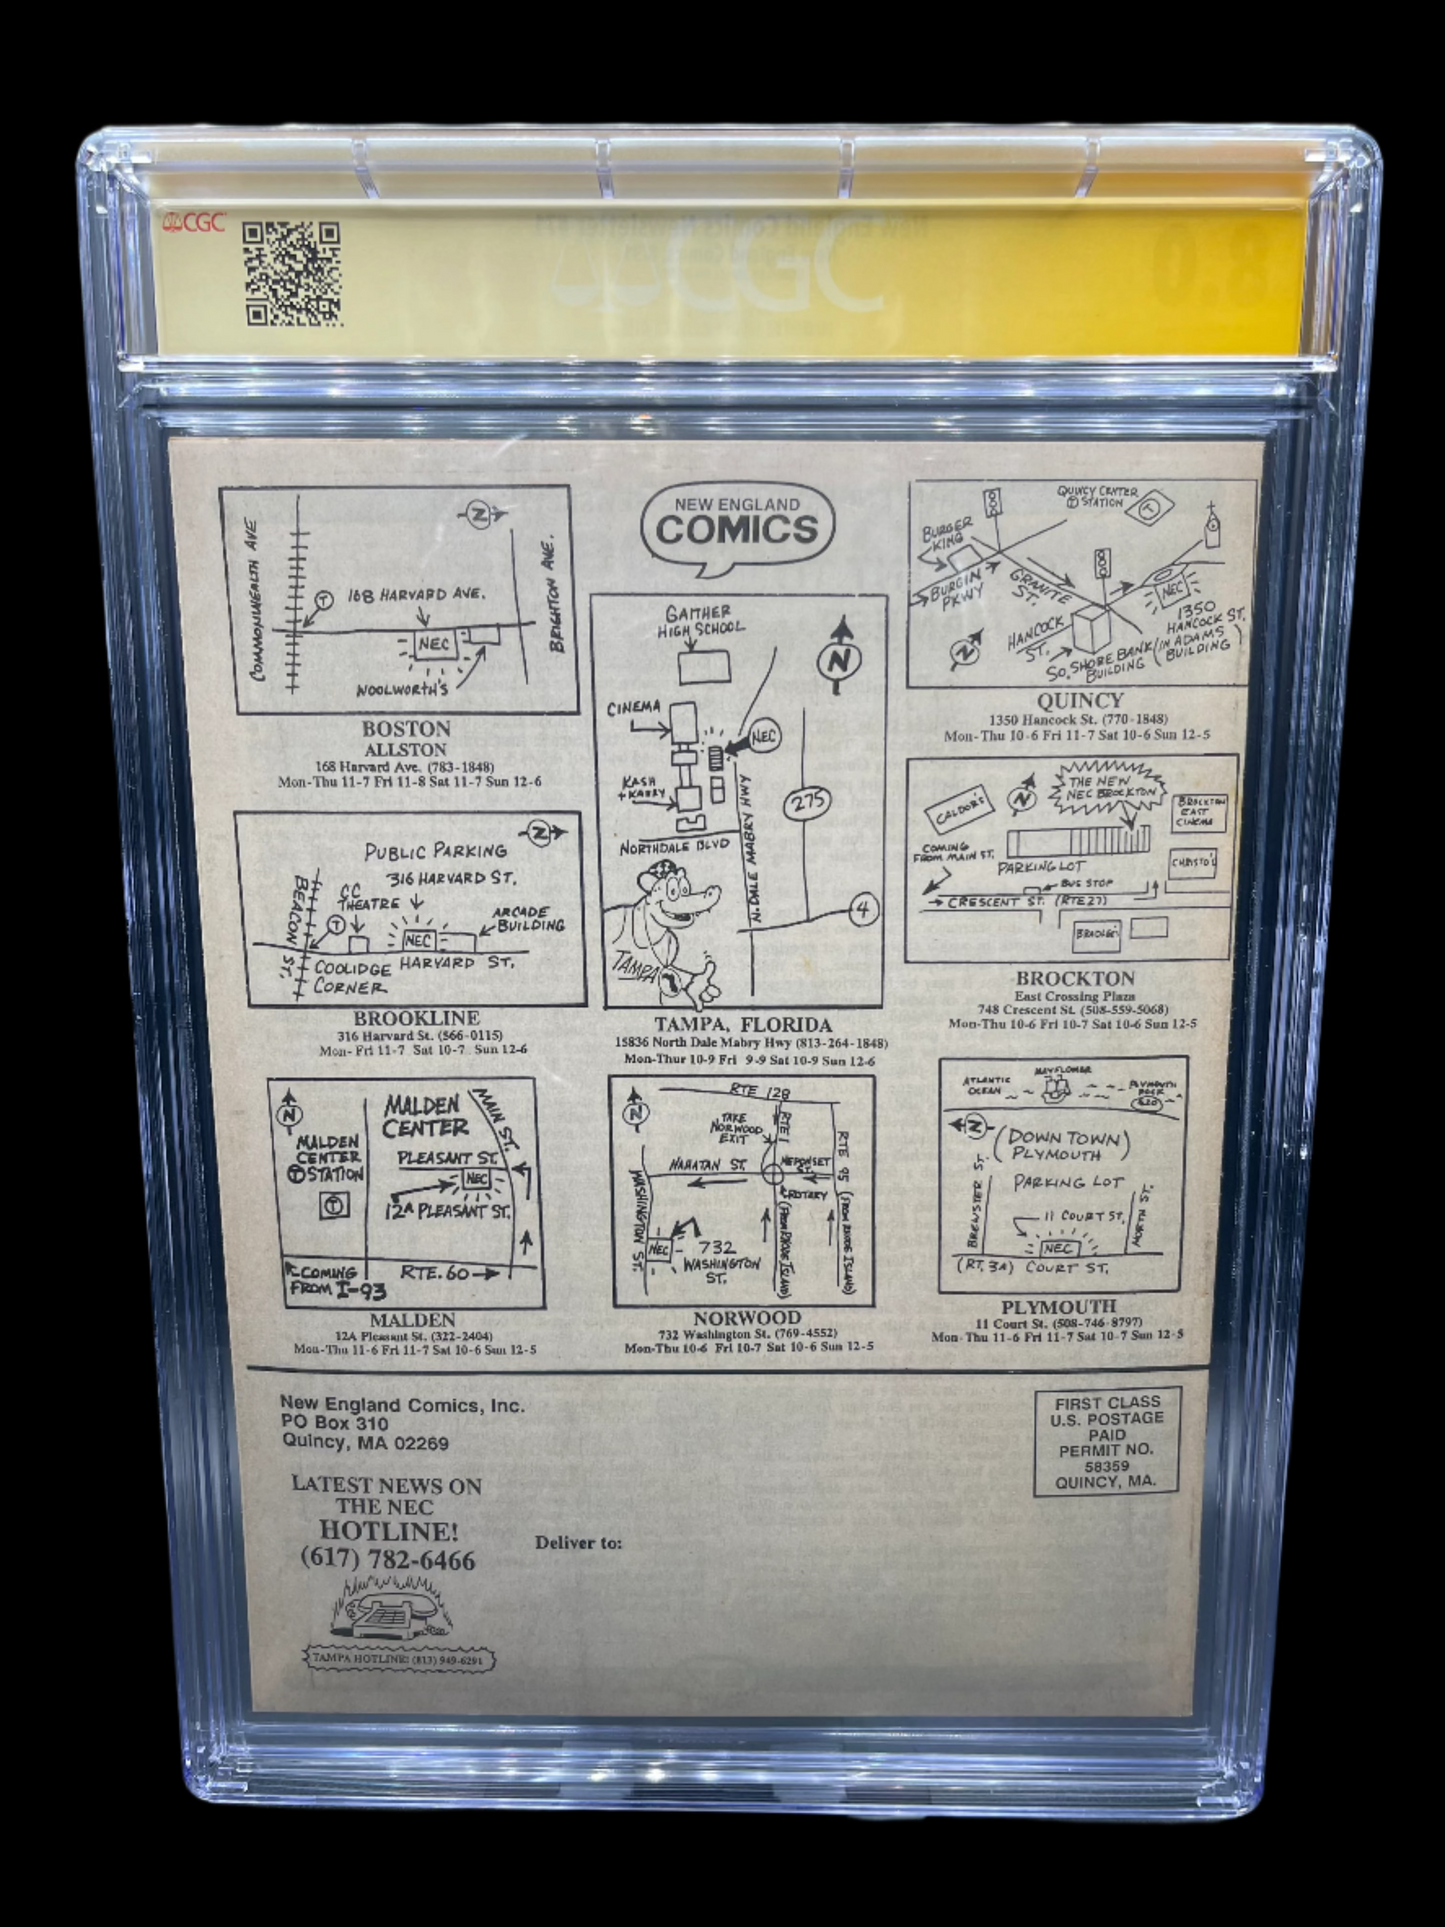 CGC
CGC
8.0
NEW ENGLAND
COMICS
COMMONWEALTH AVE
N
T
168 HARVARD AVE.
NEC
WOOLWORTH'S
BRIGHTON AVE.
BOSTON
ALLSTON
168 Harvard Ave. (783-1848)
Mon-Thu 11-7 Fri 11-8 Sat 11-7 Sun 12-6
N
PUBLIC PARKING
316 HARVARD ST.
CC
THEATRE
BEACON ST.
T
NEC
ARCADE
BUILDING
COOLIDGE
CORNER
HARVARD ST.
BROOKLINE
316 Harvard St. (566-0115)
Mon-Fri 11-7 Sat 10-7 Sun 12-6
GAITHER
HIGH SCHOOL
N
CINEMA
NEC
KASH
+ KARRY
275
NORTHDALE BLVD
N. DALE MABRY HWY
4
TAMPA
TAMPA, FLORIDA
15836 North Dale Mabry Hwy (813-264-1848)
Mon-Thur 10-9 Fri 9-9 Sat 10-9 Sun 12-6
QUINCY CENTER
T STATION
T
BURGER
KING
BURGIN
PKWY
GRANITE
ST.
HANCOCK
ST.
N
NEC
1350
HANCOCK ST.
(IN ADAMS
BUILDING)
SO. SHORE BANK
BUILDING
QUINCY
1350 Hancock St. (770-1848)
Mon-Thu 10-6 Fri 11-7 Sat 10-6 Sun 12-5
CALDOR'S
N
THE NEW
NEC BROCKTON
BROCKTON
EAST
CINEMA
COMING
FROM MAIN ST.
PARKING LOT
CHRISTO'S
BUS STOP
CRESCENT ST. (RTE 27)
BRADLEE'S
BROCKTON
East Crossing Plaza
748 Crescent St. (508-559-5068)
Mon-Thu 10-6 Fri 10-7 Sat 10-6 Sun 12-5
N
MALDEN
CENTER
T STATION
T
MALDEN
CENTER
MAIN ST.
PLEASANT ST.
NEC
12A PLEASANT ST.
COMING
FROM I-93
RTE. 60
MALDEN
12A Pleasant St. (322-2404)
Mon-Thu 11-6 Fri 11-7 Sat 10-6 Sun 12-5
N
RTE 128
TAKE
NORWOOD
EXIT
RTE 1
RTE 95
NAHATAN ST.
NEPONSET
ST.
ROTARY
WASHINGTON ST.
NEC
732
WASHINGTON
ST.
(FROM RHODE ISLAND)
(FROM RHODE ISLAND)
NORWOOD
732 Washington St. (769-4552)
Mon-Thu 10-6 Fri 10-7 Sat 10-6 Sun 12-5
ATLANTIC
OCEAN
MAYFLOWER
PLYMOUTH
ROCK
1620
N
(DOWN TOWN
PLYMOUTH)
PARKING LOT
BREWSTER ST.
11 COURT ST.
NORTH ST.
NEC
(RT. 3A) COURT ST.
PLYMOUTH
11 Court St. (508-746-8797)
Mon-Thu 11-6 Fri 11-7 Sat 10-7 Sun 12-5
New England Comics, Inc.
PO Box 310
Quincy, MA 02269
FIRST CLASS
U.S. POSTAGE
PAID
PERMIT NO.
58359
QUINCY, MA.
LATEST NEWS ON
THE NEC
HOTLINE!
(617) 782-6466
Deliver to:
TAMPA HOTLINE: (813) 949-6291